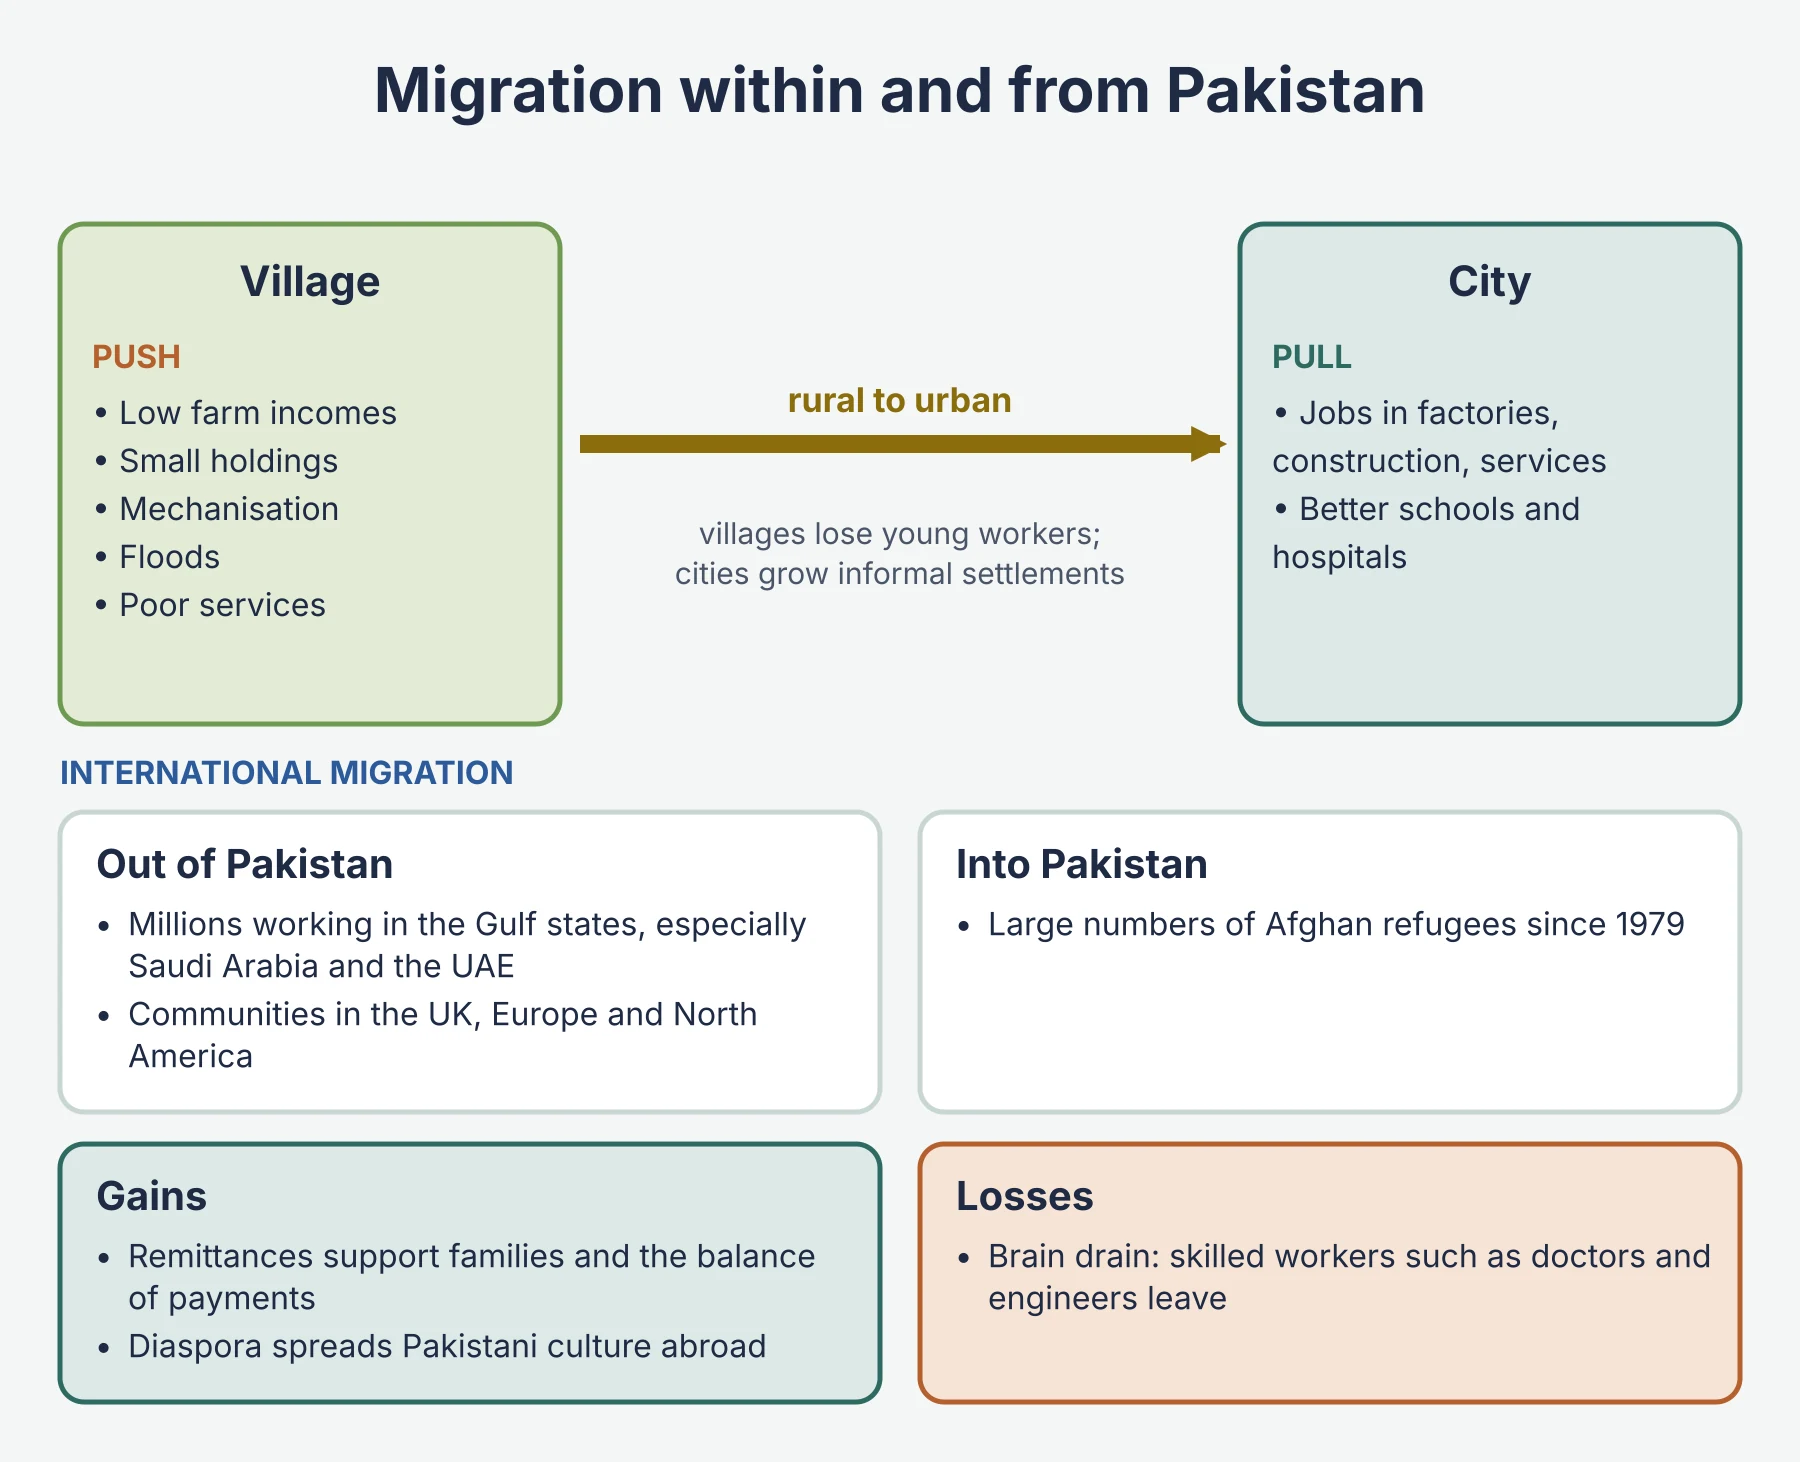 Migration within and from Pakistan
Village
PUSH
• Low farm incomes
• Small holdings
• Mechanisation
• Floods
• Poor services
rural to urban
villages lose young workers;
cities grow informal settlements
City
PULL
• Jobs in factories,
construction, services
• Better schools and
hospitals
INTERNATIONAL MIGRATION
Out of Pakistan
• Millions working in the Gulf states, especially
Saudi Arabia and the UAE
• Communities in the UK, Europe and North
America
Into Pakistan
• Large numbers of Afghan refugees since 1979
Gains
• Remittances support families and the balance
of payments
• Diaspora spreads Pakistani culture abroad
Losses
• Brain drain: skilled workers such as doctors and
engineers leave